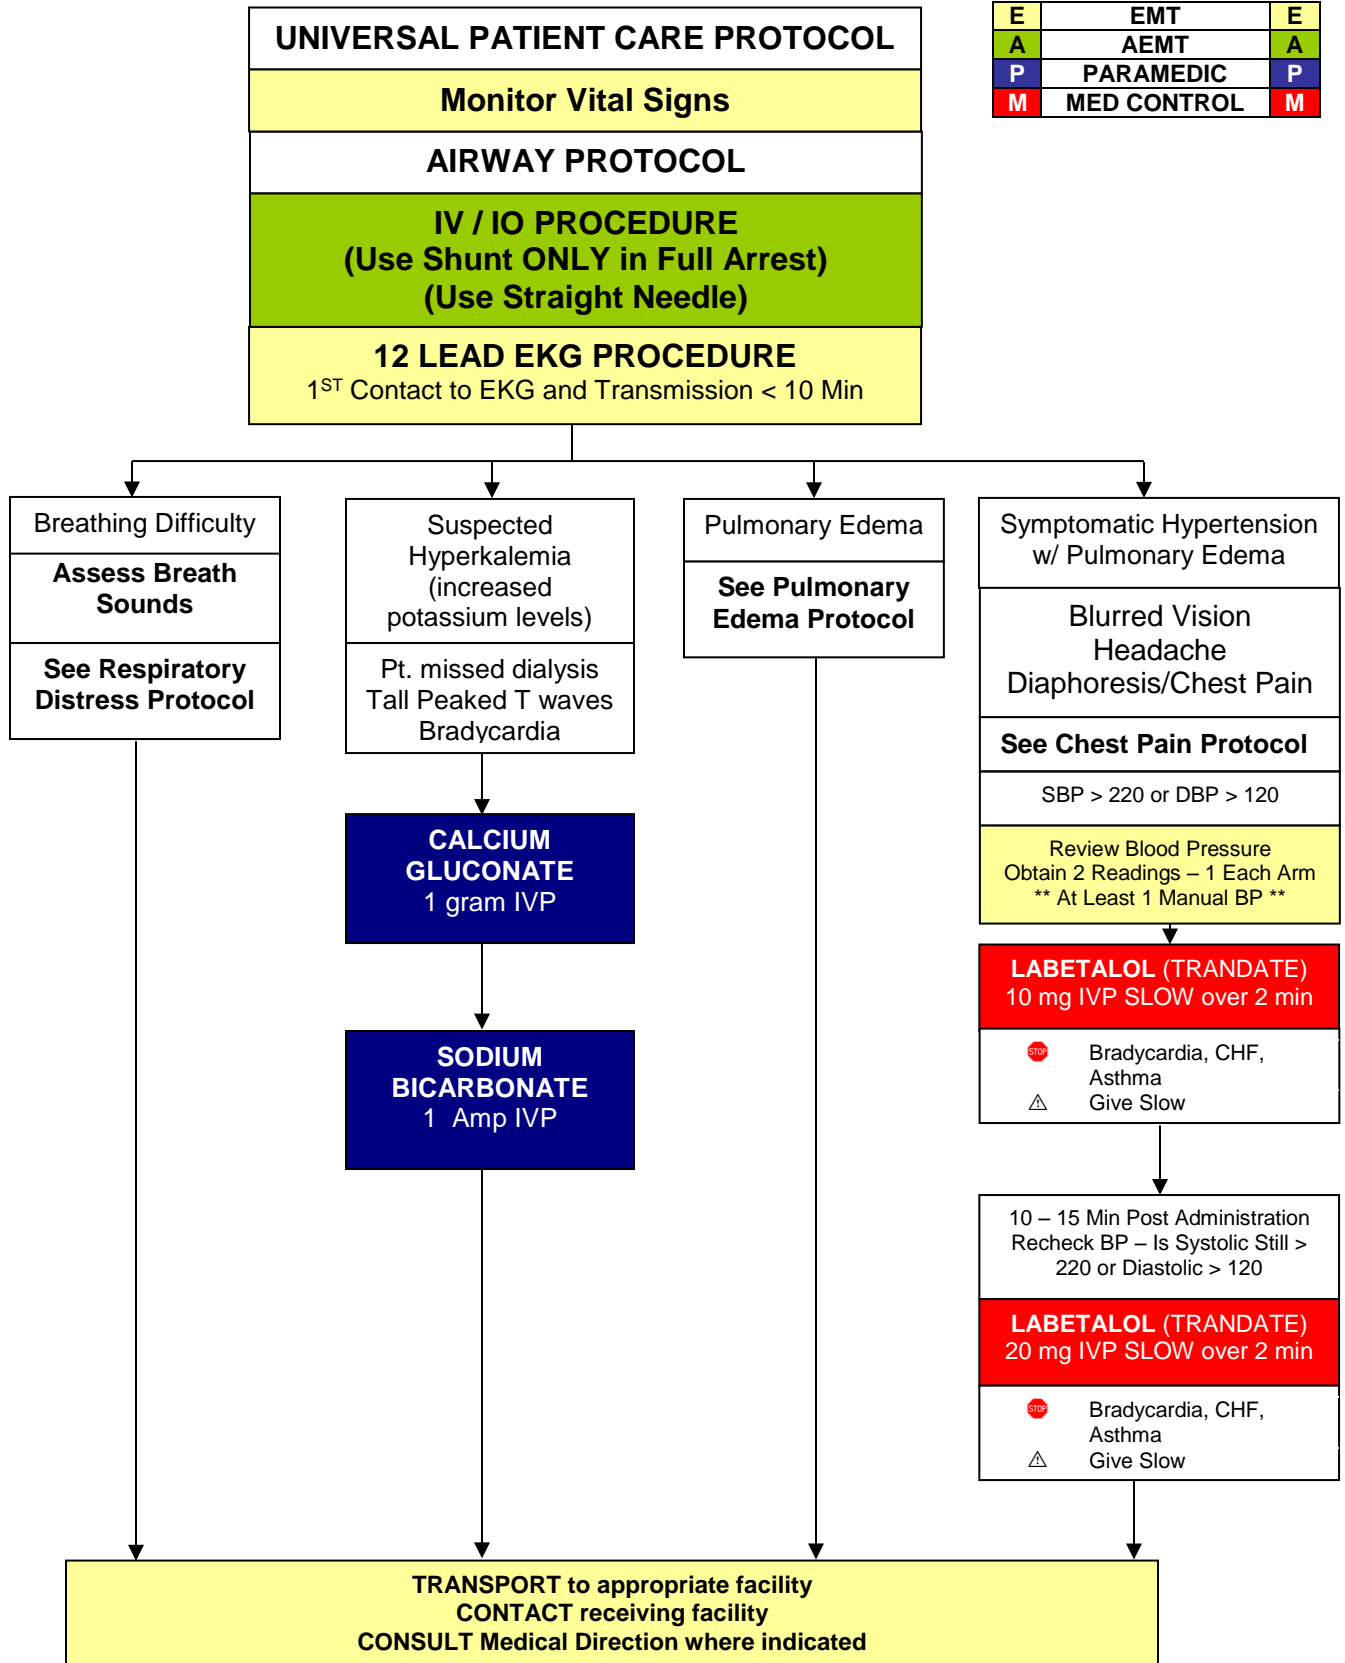 UNIVERSAL PATIENT CARE PROTOCOL
Monitor Vital Signs
AIRWAY PROTOCOL
IV / IO PROCEDURE
(Use Shunt ONLY in Full Arrest)
(Use Straight Needle)
12 LEAD EKG PROCEDURE
1ST Contact to EKG and Transmission < 10 Min
E EMT E
A AEMT A
P PARAMEDIC P
M MED CONTROL M
Breathing Difficulty
Assess Breath
Sounds
See Respiratory
Distress Protocol
Suspected
Hyperkalemia
(increased
potassium levels)
Pt. missed dialysis
Tall Peaked T waves
Bradycardia
CALCIUM
GLUCONATE
1 gram IVP
SODIUM
BICARBONATE
1 Amp IVP
Pulmonary Edema
See Pulmonary
Edema Protocol
Symptomatic Hypertension
w/ Pulmonary Edema
Blurred Vision
Headache
Diaphoresis/Chest Pain
See Chest Pain Protocol
SBP > 220 or DBP > 120
Review Blood Pressure
Obtain 2 Readings – 1 Each Arm
** At Least 1 Manual BP **
LABETALOL (TRANDATE)
10 mg IVP SLOW over 2 min
STOP Bradycardia, CHF,
Asthma
⚠ Give Slow
10 – 15 Min Post Administration
Recheck BP – Is Systolic Still >
220 or Diastolic > 120
LABETALOL (TRANDATE)
20 mg IVP SLOW over 2 min
STOP Bradycardia, CHF,
Asthma
⚠ Give Slow
TRANSPORT to appropriate facility
CONTACT receiving facility
CONSULT Medical Direction where indicated